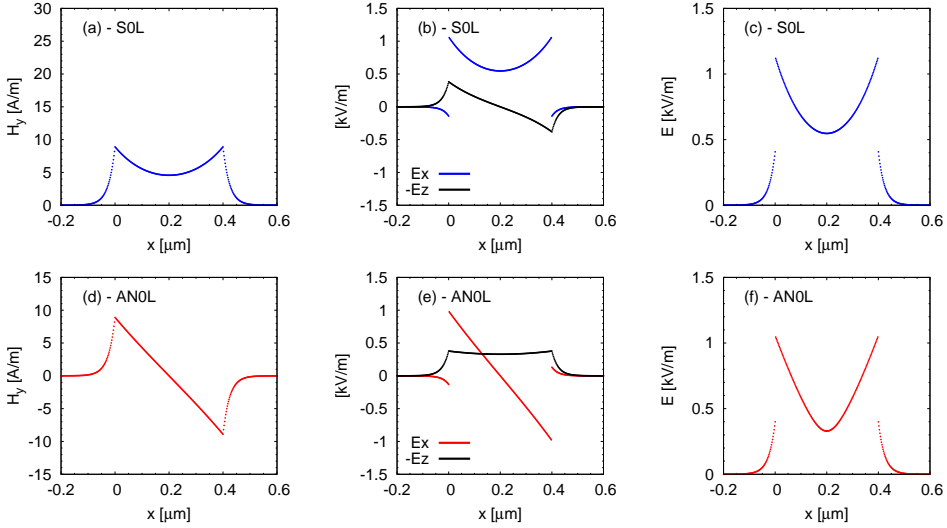 (a) - S0L
H_y [A/m]
30
25
20
15
10
5
0
-0.2 0 0.2 0.4 0.6
x [μm]
(b) - S0L
[kV/m]
1.5
1
0.5
0
-0.5
-1
-1.5
Ex
-Ez
-0.2 0 0.2 0.4 0.6
x [μm]
(c) - S0L
E [kV/m]
1.5
1
0.5
0
-0.2 0 0.2 0.4 0.6
x [μm]
(d) - AN0L
H_y [A/m]
15
10
5
0
-5
-10
-15
-0.2 0 0.2 0.4 0.6
x [μm]
(e) - AN0L
[kV/m]
1.5
1
0.5
0
-0.5
-1
-1.5
Ex
-Ez
-0.2 0 0.2 0.4 0.6
x [μm]
(f) - AN0L
E [kV/m]
1.5
1
0.5
0
-0.2 0 0.2 0.4 0.6
x [μm]